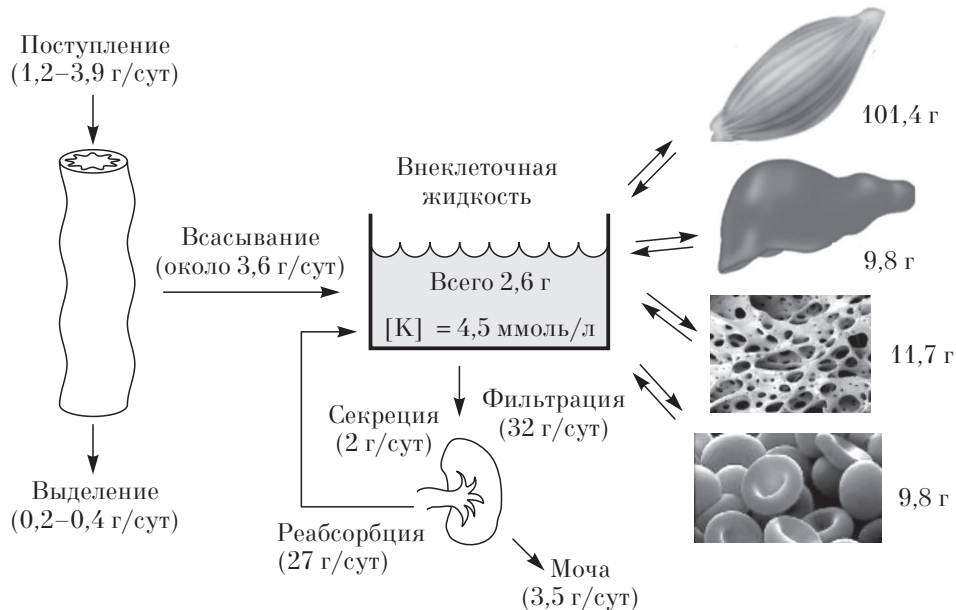 Поступление
(1,2–3,9 г/сут)
101,4 г
Внеклеточная
жидкость
Всасывание
(около 3,6 г/сут)
9,8 г
Всего 2,6 г
[K] = 4,5 ммоль/л
11,7 г
Секреция
(2 г/сут)
Фильтрация
(32 г/сут)
Выделение
(0,2–0,4 г/сут)
9,8 г
Реабсорбция
(27 г/сут)
Моча
(3,5 г/сут)